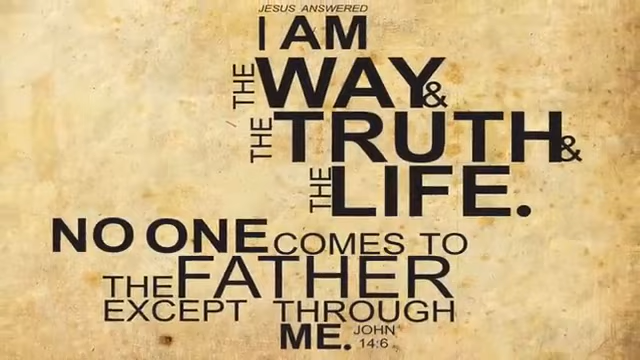 JESUS ANSWERED
I AM
THE WAY &
THE TRUTH &
THE LIFE.
NO ONE COMES TO
THE FATHER
EXCEPT THROUGH
ME. JOHN 14:6